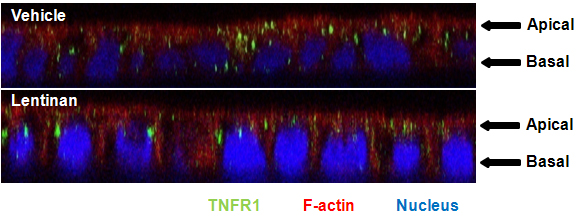 Vehicle
Apical
Basal
Lentinan
Apical
Basal
TNFR1 F-actin Nucleus